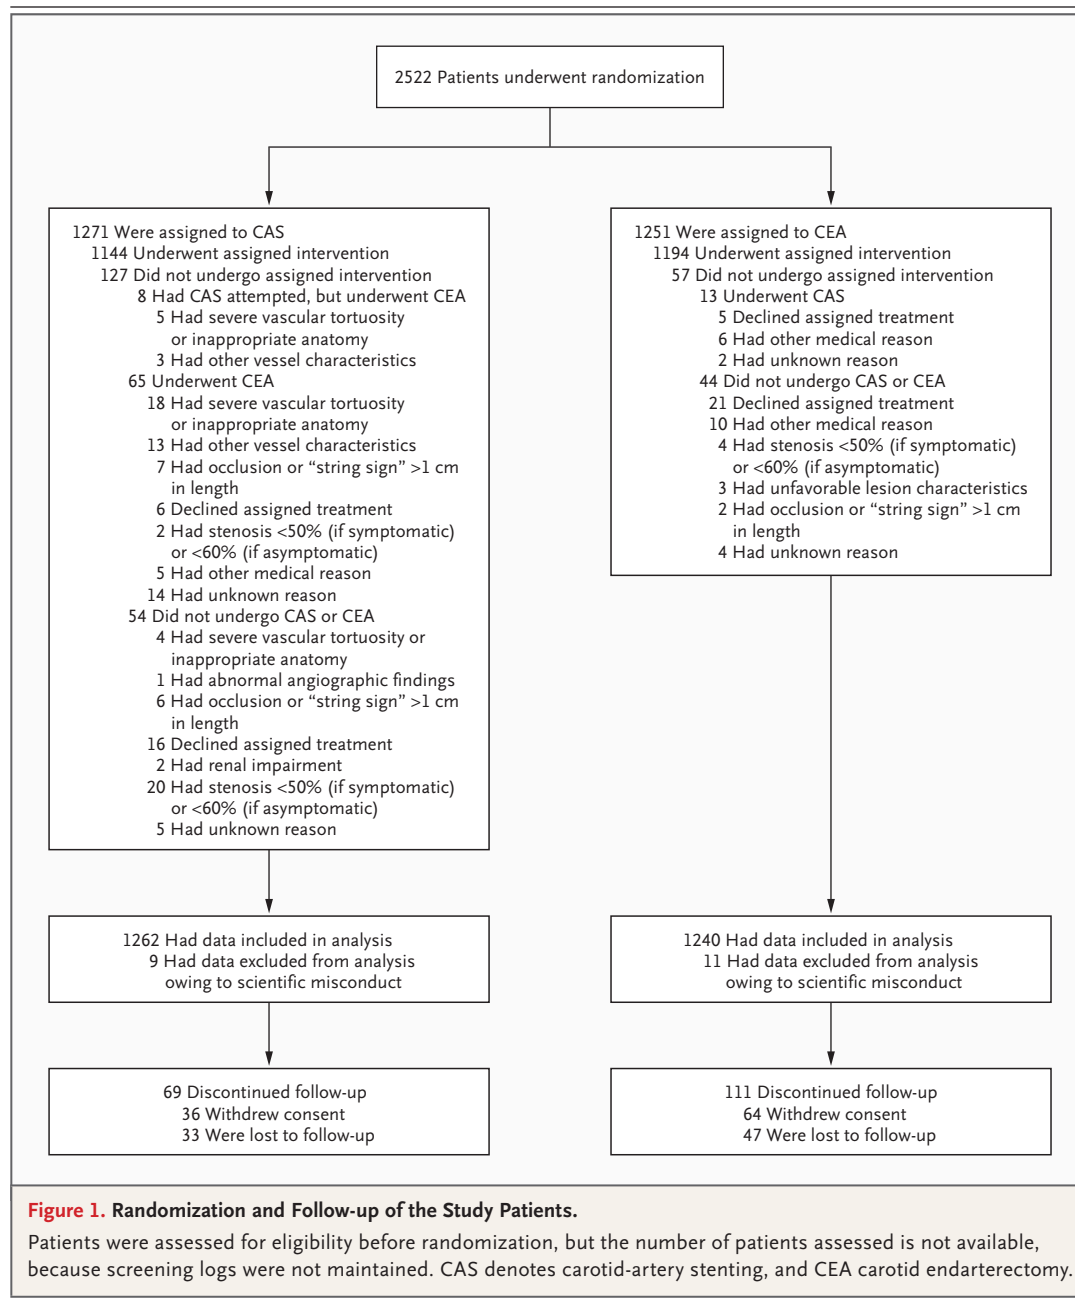 2522 Patients underwent randomization
1271 Were assigned to CAS
1144 Underwent assigned intervention
127 Did not undergo assigned intervention
8 Had CAS attempted, but underwent CEA
5 Had severe vascular tortuosity
or inappropriate anatomy
3 Had other vessel characteristics
65 Underwent CEA
18 Had severe vascular tortuosity
or inappropriate anatomy
13 Had other vessel characteristics
7 Had occlusion or “string sign” >1 cm
in length
6 Declined assigned treatment
2 Had stenosis <50% (if symptomatic)
or <60% (if asymptomatic)
5 Had other medical reason
14 Had unknown reason
54 Did not undergo CAS or CEA
4 Had severe vascular tortuosity or
inappropriate anatomy
1 Had abnormal angiographic findings
6 Had occlusion or “string sign” >1 cm
in length
16 Declined assigned treatment
2 Had renal impairment
20 Had stenosis <50% (if symptomatic)
or <60% (if asymptomatic)
5 Had unknown reason
1251 Were assigned to CEA
1194 Underwent assigned intervention
57 Did not undergo assigned intervention
13 Underwent CAS
5 Declined assigned treatment
6 Had other medical reason
2 Had unknown reason
44 Did not undergo CAS or CEA
21 Declined assigned treatment
10 Had other medical reason
4 Had stenosis <50% (if symptomatic)
or <60% (if asymptomatic)
3 Had unfavorable lesion characteristics
2 Had occlusion or “string sign” >1 cm
in length
4 Had unknown reason
1262 Had data included in analysis
9 Had data excluded from analysis
owing to scientific misconduct
1240 Had data included in analysis
11 Had data excluded from analysis
owing to scientific misconduct
69 Discontinued follow-up
36 Withdrew consent
33 Were lost to follow-up
111 Discontinued follow-up
64 Withdrew consent
47 Were lost to follow-up
Figure 1. Randomization and Follow-up of the Study Patients.
Patients were assessed for eligibility before randomization, but the number of patients assessed is not available,
because screening logs were not maintained. CAS denotes carotid-artery stenting, and CEA carotid endarterectomy.